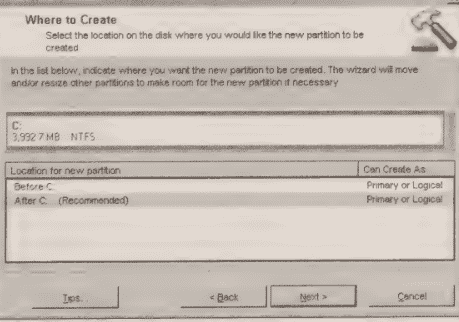 Where to Create
Select the location on the disk where you would like the new partition to be
created
In the list below, indicate where you want the new partition to be created. The wizard will move
and/or resize other partitions to make room for the new partition if necessary
C:
3,992.7 MB NTFS
Location for new partition Can Create As
Before C: Primary or Logical
After C: (Recommended) Primary or Logical
Tips... < Back Next > Cancel